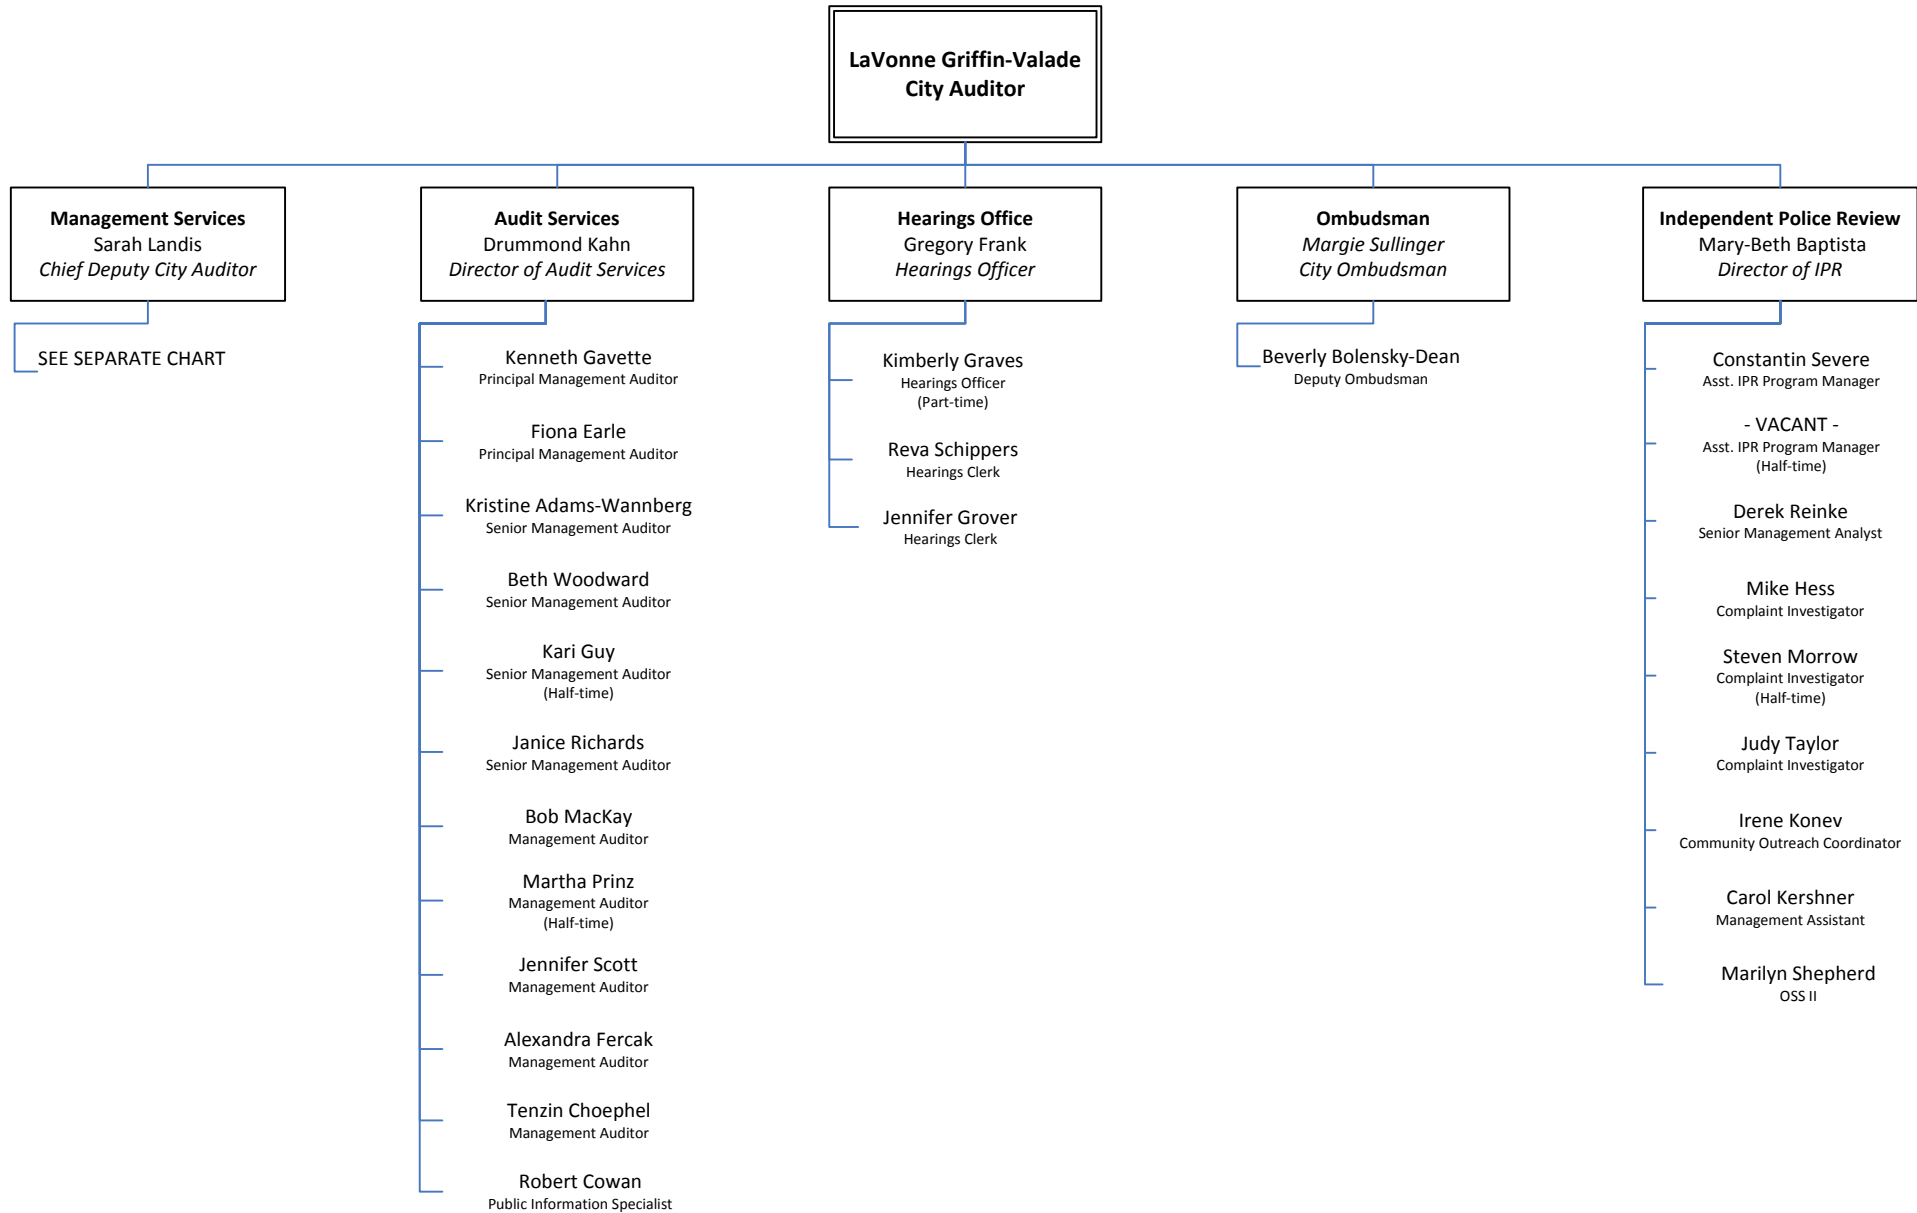 LaVonne Griffin-Valade
City Auditor
Management Services
Sarah Landis
Chief Deputy City Auditor
SEE SEPARATE CHART
Audit Services
Drummond Kahn
Director of Audit Services
Kenneth Gavette
Principal Management Auditor
Fiona Earle
Principal Management Auditor
Kristine Adams-Wannberg
Senior Management Auditor
Beth Woodward
Senior Management Auditor
Kari Guy
Senior Management Auditor
(Half-time)
Janice Richards
Senior Management Auditor
Bob MacKay
Management Auditor
Martha Prinz
Management Auditor
(Half-time)
Jennifer Scott
Management Auditor
Alexandra Fercak
Management Auditor
Tenzin Choephel
Management Auditor
Robert Cowan
Public Information Specialist
Hearings Office
Gregory Frank
Hearings Officer
Kimberly Graves
Hearings Officer
(Part-time)
Reva Schippers
Hearings Clerk
Jennifer Grover
Hearings Clerk
Ombudsman
Margie Sullinger
City Ombudsman
Beverly Bolensky-Dean
Deputy Ombudsman
Independent Police Review
Mary-Beth Baptista
Director of IPR
Constantin Severe
Asst. IPR Program Manager
- VACANT -
Asst. IPR Program Manager
(Half-time)
Derek Reinke
Senior Management Analyst
Mike Hess
Complaint Investigator
Steven Morrow
Complaint Investigator
(Half-time)
Judy Taylor
Complaint Investigator
Irene Konev
Community Outreach Coordinator
Carol Kershner
Management Assistant
Marilyn Shepherd
OSS II